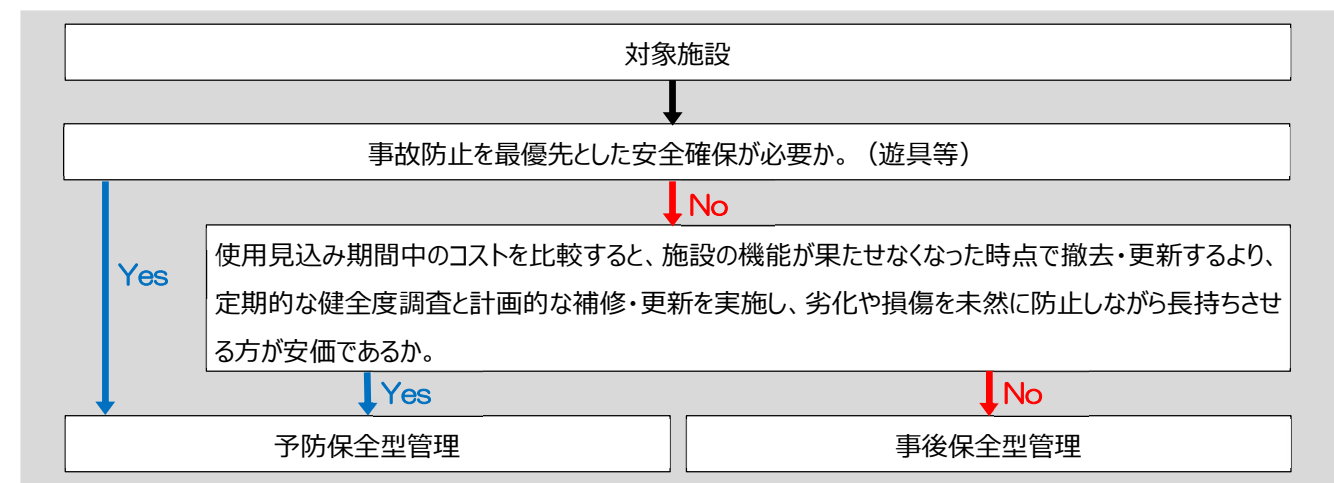 対象施設
事故防止を最優先とした安全確保が必要か。（遊具等）
No
使用見込み期間中のコストを比較すると、施設の機能が果たせなくなった時点で撤去・更新するより、
Yes
定期的な健全度調査と計画的な補修・更新を実施し、劣化や損傷を未然に防止しながら長持ちさせ
る方が安価であるか。
Yes
No
予防保全型管理
事後保全型管理